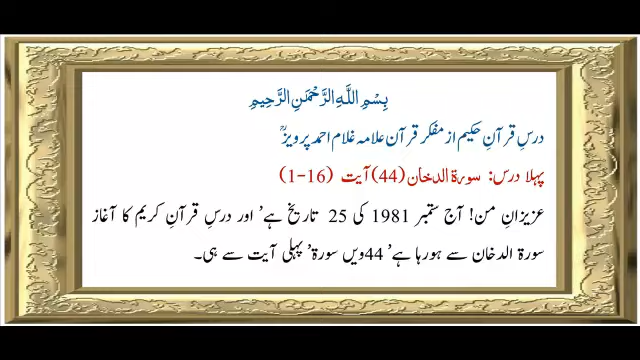 بِسْمِ اللَّهِ الرَّحْمَٰنِ الرَّحِيمِ
درسِ قرآنِ حکیم از مفکر قرآن علامہ غلام احمد پرویزؒ
پہلا درس: سورۃ الدخان (44) آیت (16-1)
عزیزانِ من! آج ستمبر 1981 کی 25 تاریخ ہے’ اور درسِ قرآنِ کریم کا آغاز
سورۃ الدخان سے ہورہا ہے’ 44ویں سورۃ’ پہلی آیت سے ہی۔